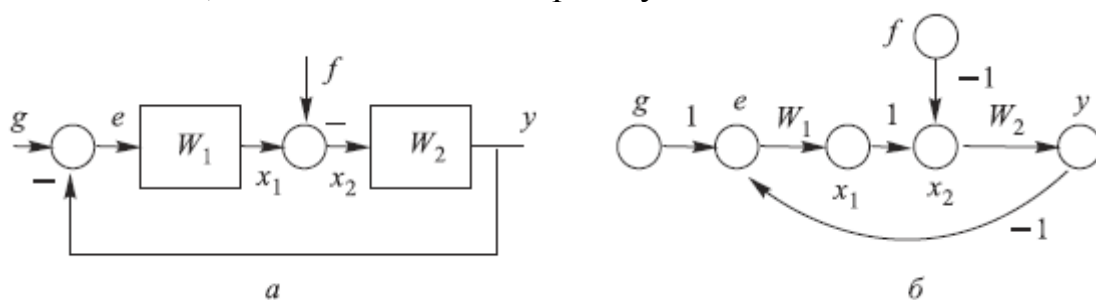 f
g
e
W₁
–
W₂
y
–
x₁
x₂
а
f
–1
g
1
e
W₁
1
W₂
y
x₁
x₂
–1
б